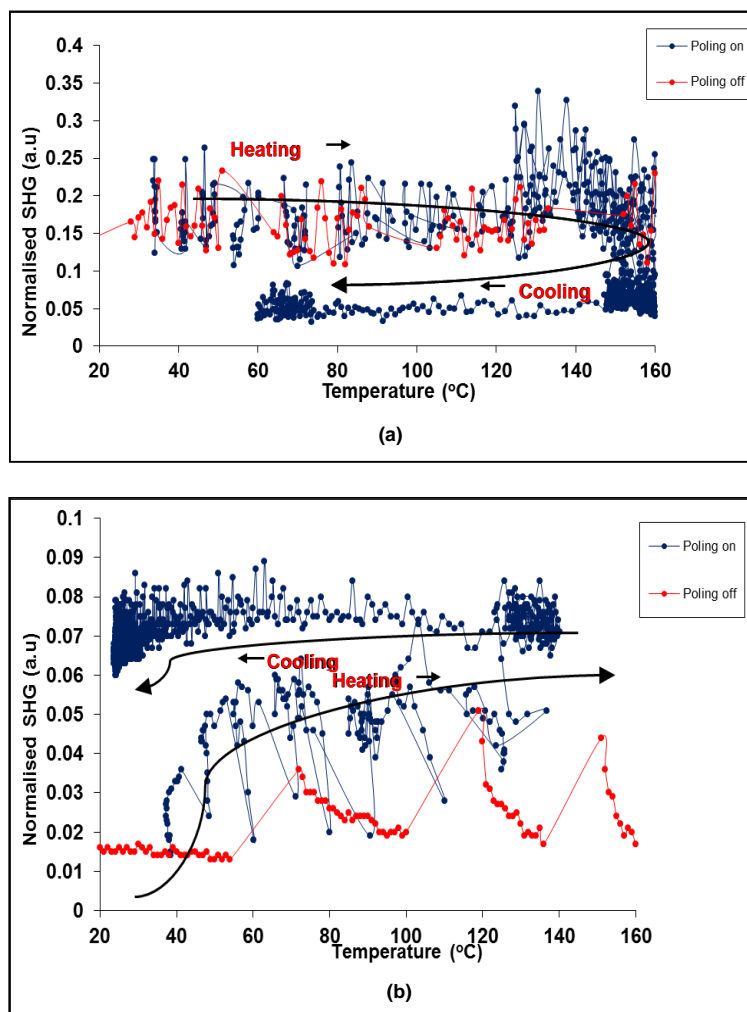 0.4
0.35
0.3
0.25
0.2
0.15
0.1
0.05
0
Normalised SHG (a.u)
Poling on
Poling off
Heating
Cooling
20 40 60 80 100 120 140 160
Temperature (oC)
(a)
0.1
0.09
0.08
0.07
0.06
0.05
0.04
0.03
0.02
0.01
0
Normalised SHG (a.u)
Poling on
Poling off
Cooling
Heating
20 40 60 80 100 120 140 160
Temperature (oC)
(b)